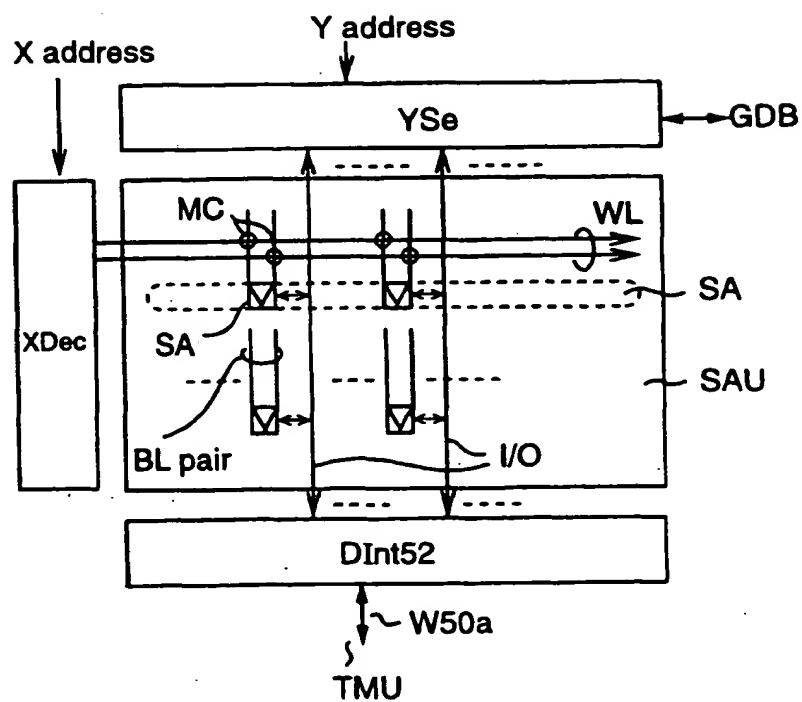 Y address
X address
YSe
GDB
MC
WL
SA
SA
XDec
SAU
BL pair
I/O
DInt52
W50a
TMU